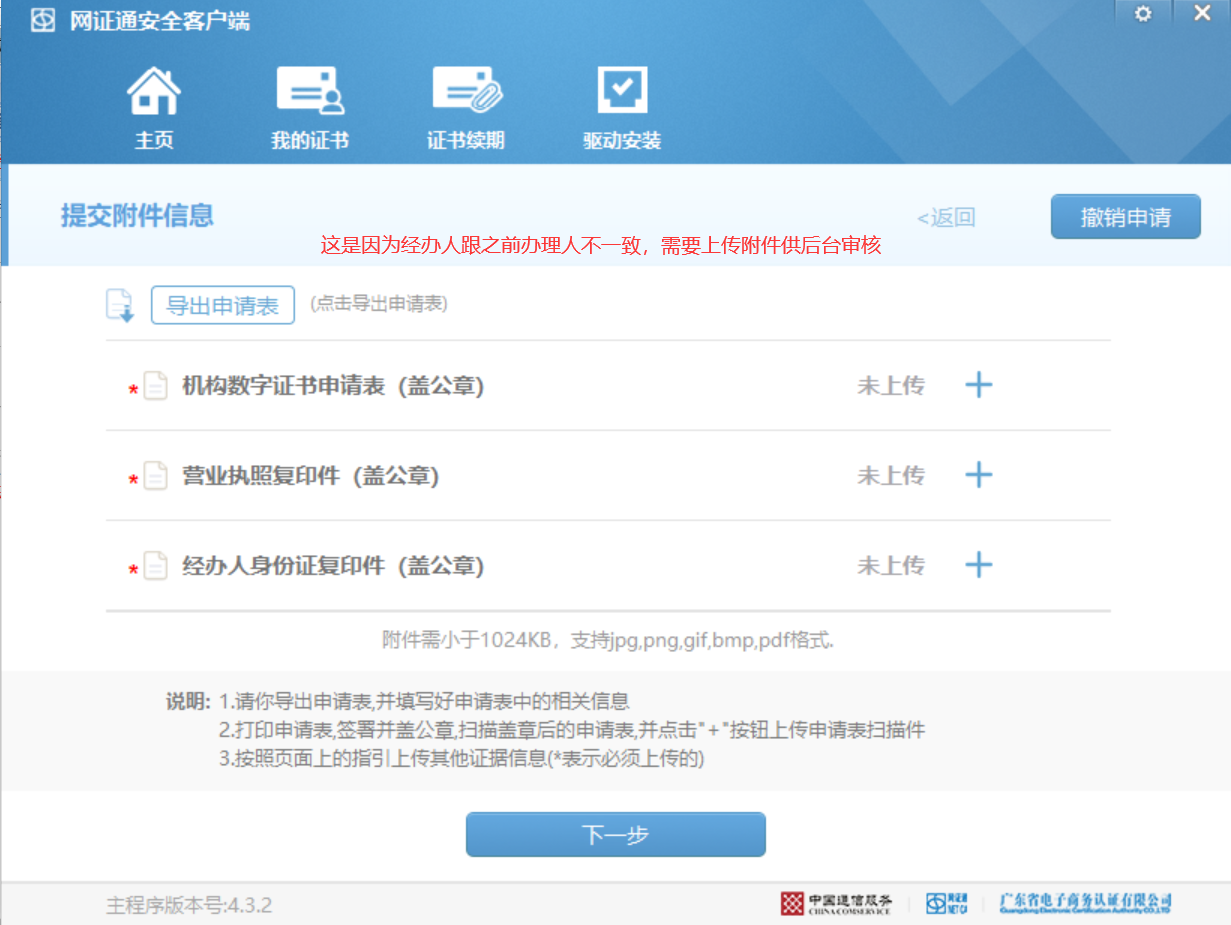 网证通安全客户端
主页 我的证书 证书续期 驱动安装
提交附件信息 <返回 撤销申请
这是因为经办人跟之前办理人不一致，需要上传附件供后台审核
导出申请表 (点击导出申请表)
* 机构数字证书申请表（盖公章） 未上传 +
* 营业执照复印件（盖公章） 未上传 +
* 经办人身份证复印件（盖公章） 未上传 +
附件需小于1024KB，支持jpg,png,gif,bmp,pdf格式.
说明: 1.请你导出申请表,并填写好申请表中的相关信息
2.打印申请表,签署并盖公章,扫描盖章后的申请表,并点击"+"按钮上传申请表扫描件
3.按照页面上的指引上传其他证据信息(*表示必须上传的)
下一步
主程序版本号:4.3.2 中国通信服务 网证通 广东省电子商务认证有限公司
CHINA COMSERVICE NETCA Guangdong Electronic Certification Authority CO.,LTD